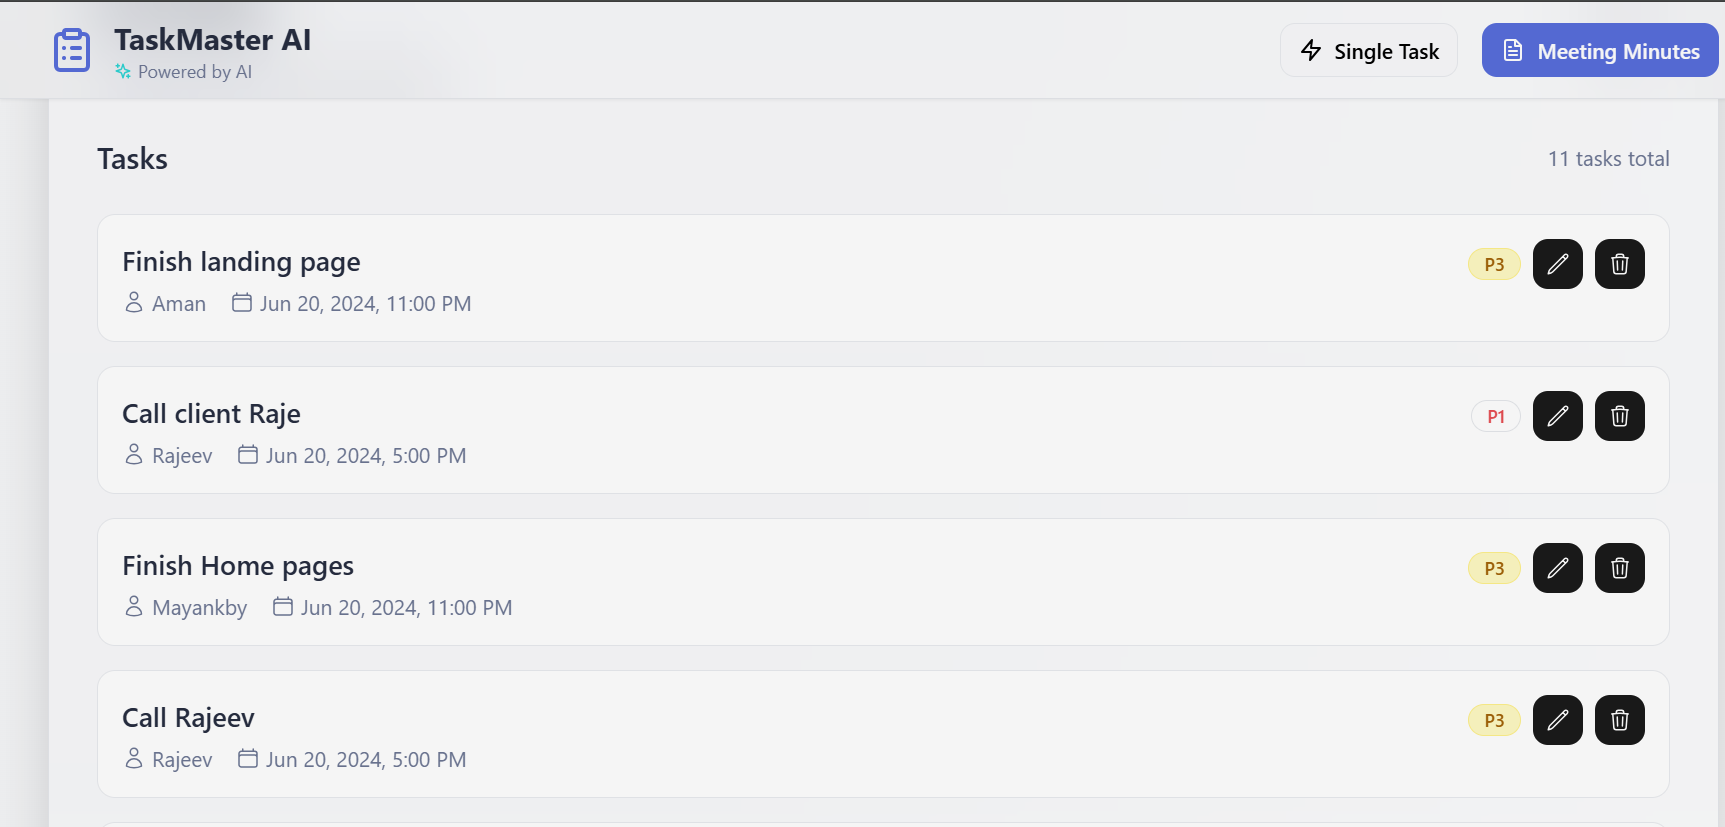 TaskMaster AI
Powered by AI
Single Task
Meeting Minutes
Tasks
11 tasks total
Finish landing page
P3
Aman Jun 20, 2024, 11:00 PM
Call client Raje
P1
Rajeev Jun 20, 2024, 5:00 PM
Finish Home pages
P3
Mayankby Jun 20, 2024, 11:00 PM
Call Rajeev
P3
Rajeev Jun 20, 2024, 5:00 PM